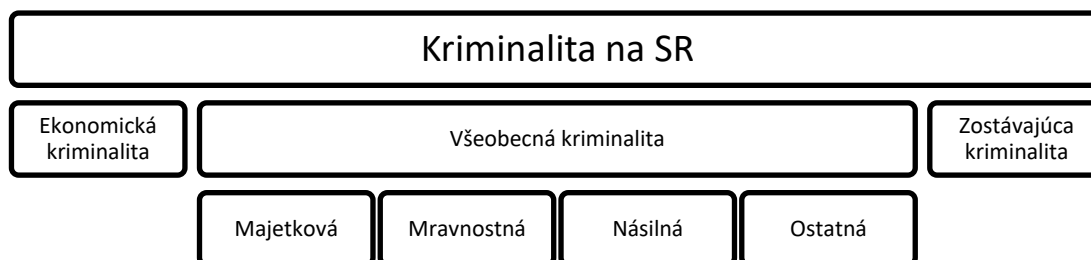 Kriminalita na SR
Ekonomická
kriminalita
Všeobecná kriminalita
Zostávajúca
kriminalita
Majetková
Mravnostná
Násilná
Ostatná